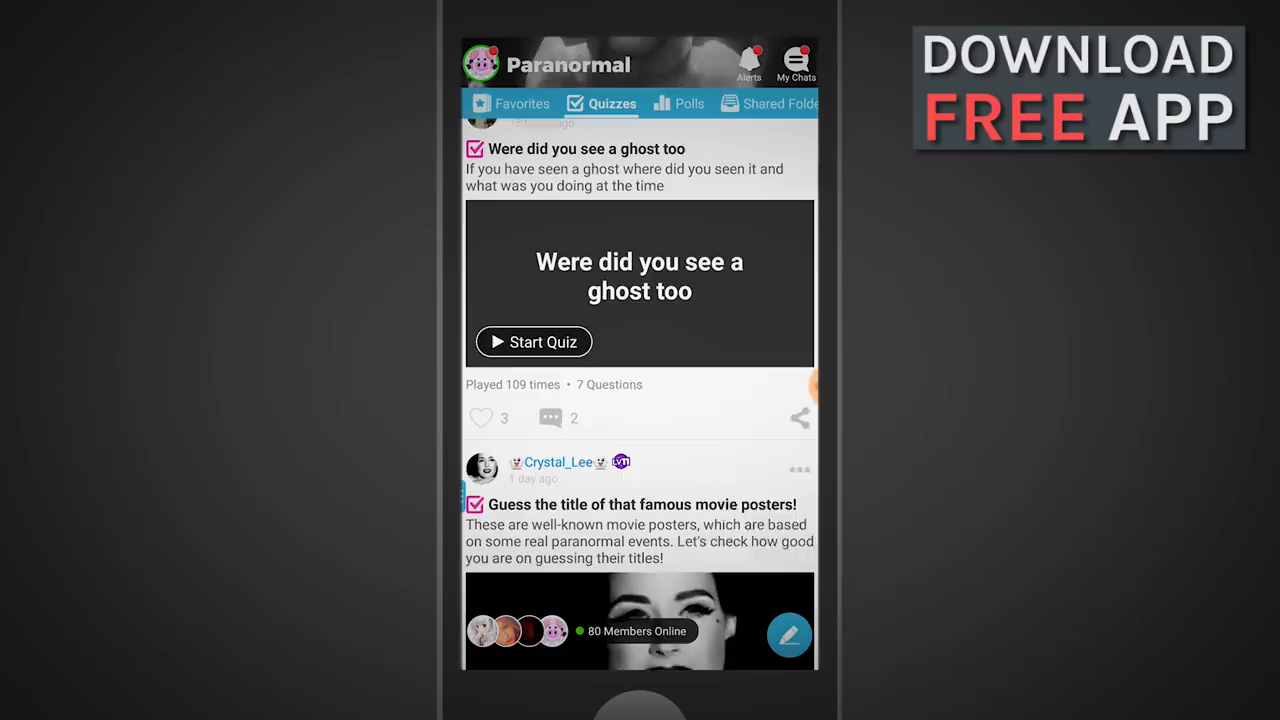 DOWNLOAD
FREE APP
Paranormal
Alerts
My Chats
Favorites
Quizzes
Polls
Shared Folde
Were did you see a ghost too
If you have seen a ghost where did you seen it and
what was you doing at the time
Were did you see a
ghost too
Start Quiz
Played 109 times • 7 Questions
3
2
Crystal_Lee
1 day ago
Guess the title of that famous movie posters!
These are well-known movie posters, which are based
on some real paranormal events. Let's check how good
you are on guessing their titles!
80 Members Online